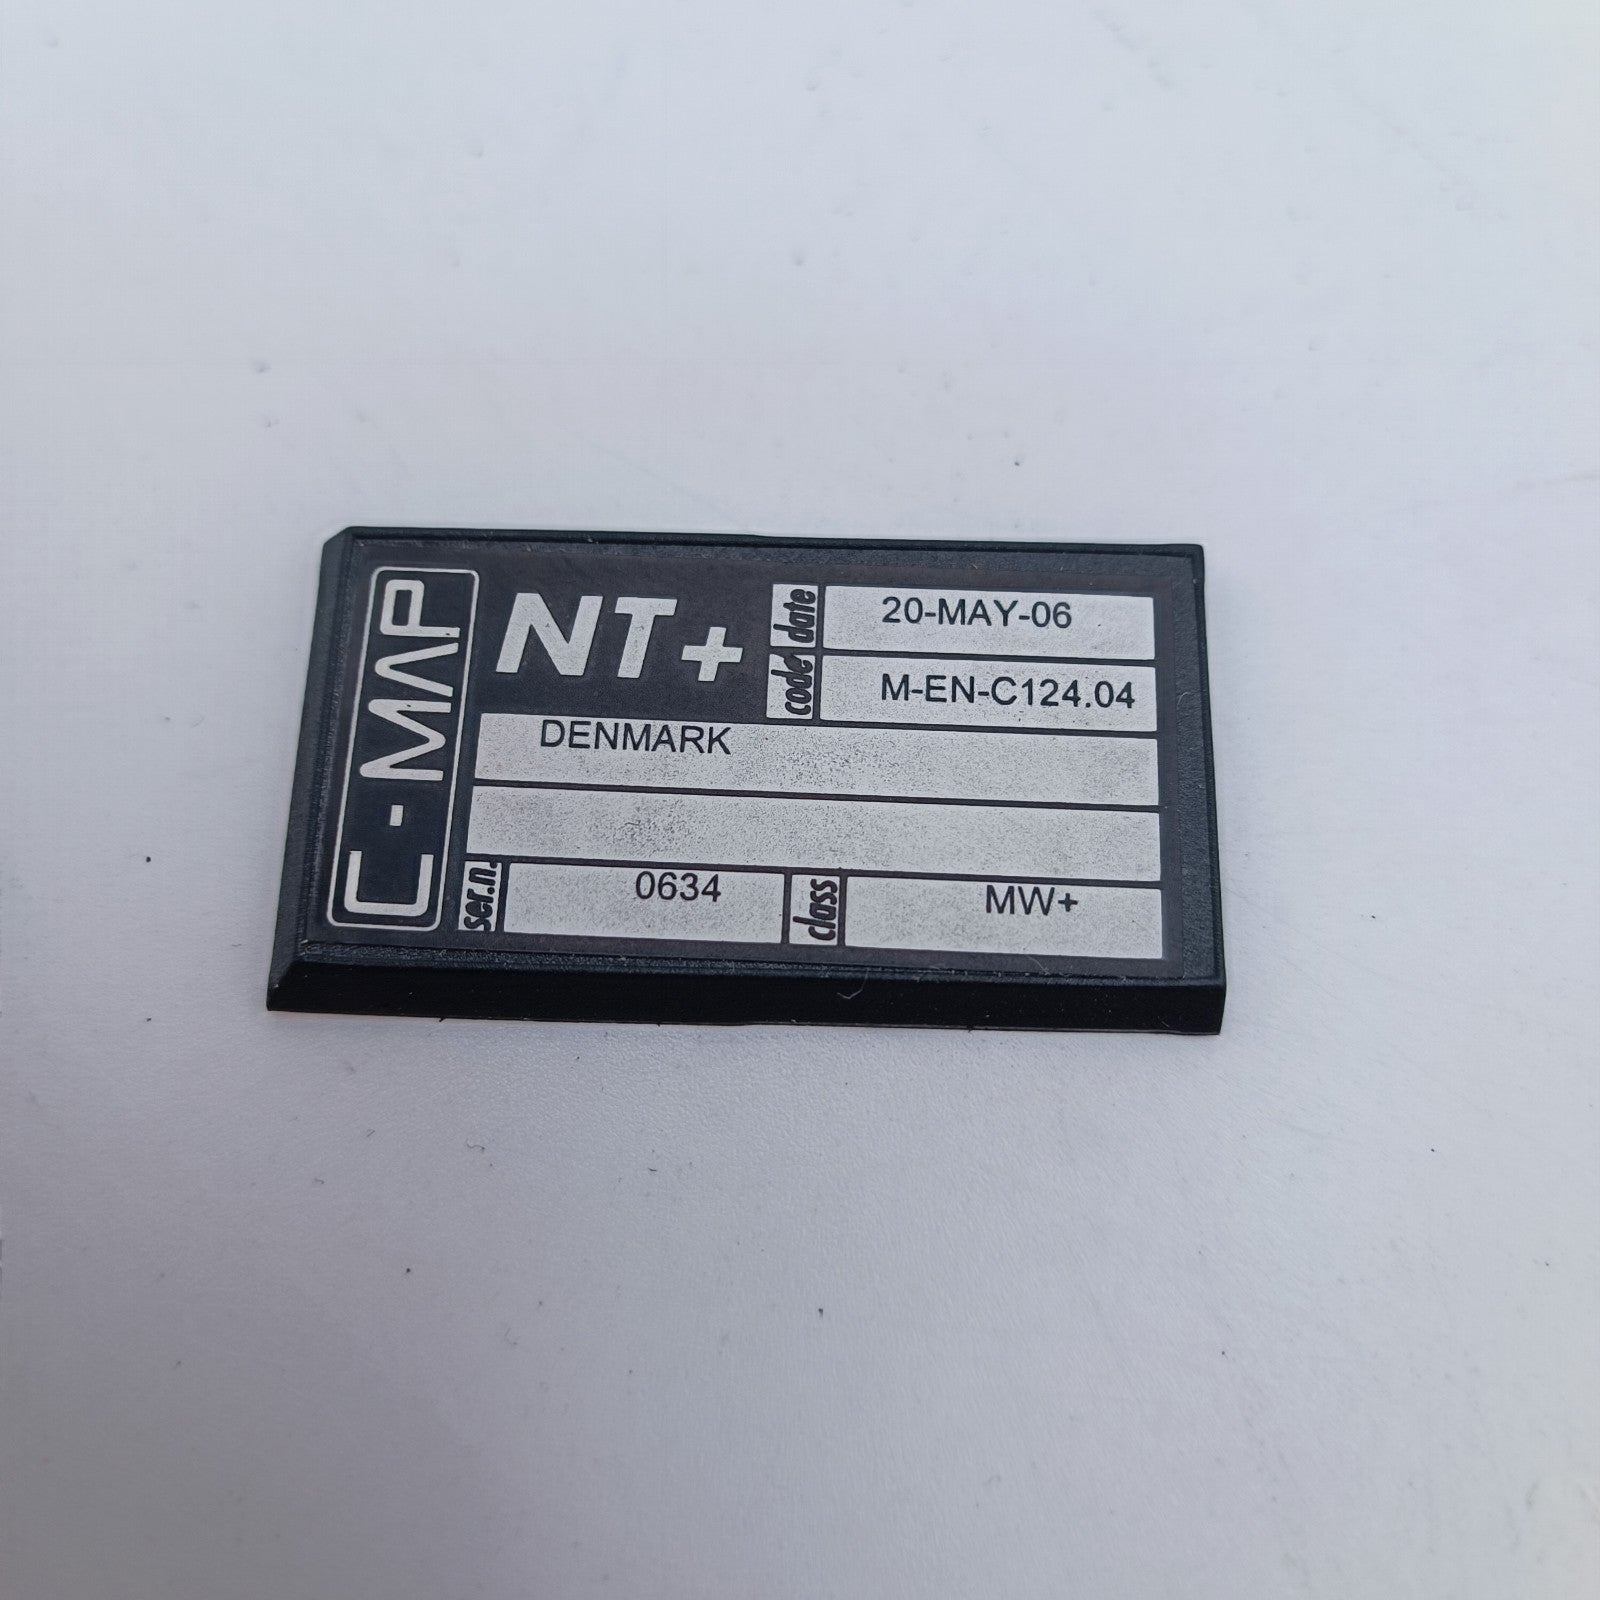 C-MAP
NT+
date 20-MAY-06
code M-EN-C124.04
DENMARK
ser.n. 0634 class MW+